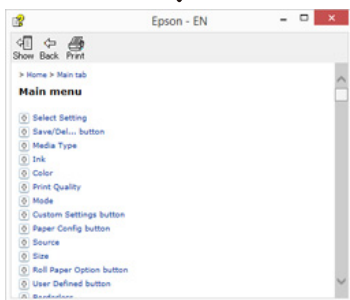 Epson - EN
Show Back Print
> Home > Main tab
Main menu
Select Setting
Save/Del... button
Media Type
Ink
Color
Print Quality
Mode
Custom Settings button
Paper Config button
Source
Size
Roll Paper Option button
User Defined button
Borderless